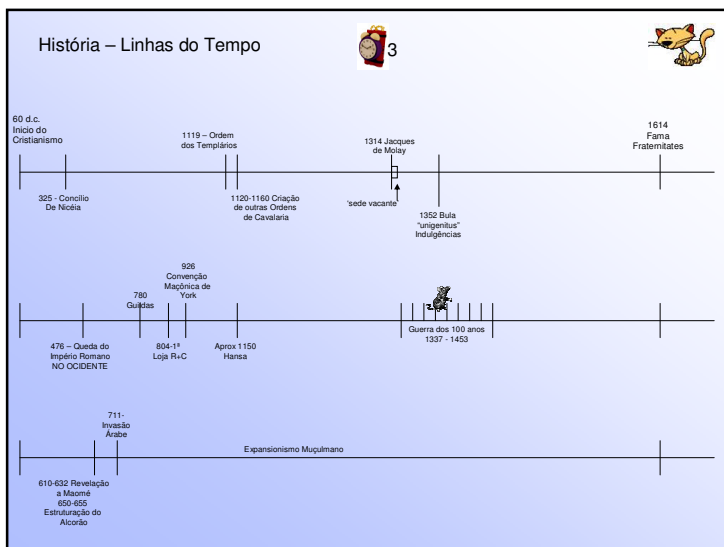 História – Linhas do Tempo
3
60 d.c.
Inicio do
Cristianismo
1119 – Ordem
dos Templários
1314 Jacques
de Molay
1614
Fama
Fraternitates
325 - Concílio
De Nicéia
1120-1160 Criação
de outras Ordens
de Cavalaria
'sede vacante'
1352 Bula
"unigenitus"
Indulgências
926
Convenção
Maçônica de
York
780
Guildas
476 – Queda do
Império Romano
NO OCIDENTE
804-1ª
Loja R+C
Aprox 1150
Hansa
Guerra dos 100 anos
1337 - 1453
711-
Invasão
Árabe
Expansionismo Muçulmano
610-632 Revelação
a Maomé
650-655
Estruturação do
Alcorão